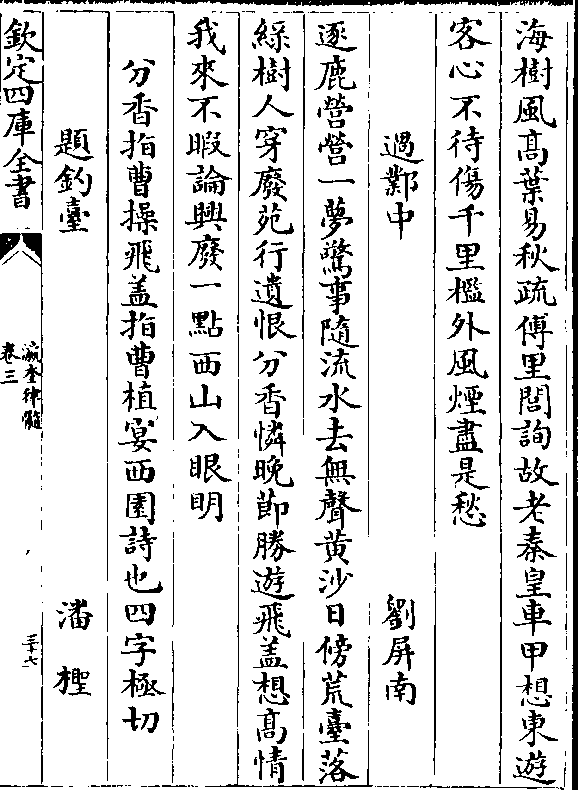 海樹風高葉易秋疏傅里閭詢故老秦皇車甲想東遊
客心不待傷千里檻外風煙盡是愁
過鄴中 劉屏南
逐鹿營營一夢驚事隨流水去無聲黄沙日傍荒臺落
綠樹人穿廢苑行遺恨分香憐晚節勝遊飛盖想高情
我來不暇論興廢一點西山入眼明
分香指曹操飛盖指曹植宴西園詩也四字極切
題釣臺 潘檉
欽定四庫全書
瀛奎律髓
卷三
三十七